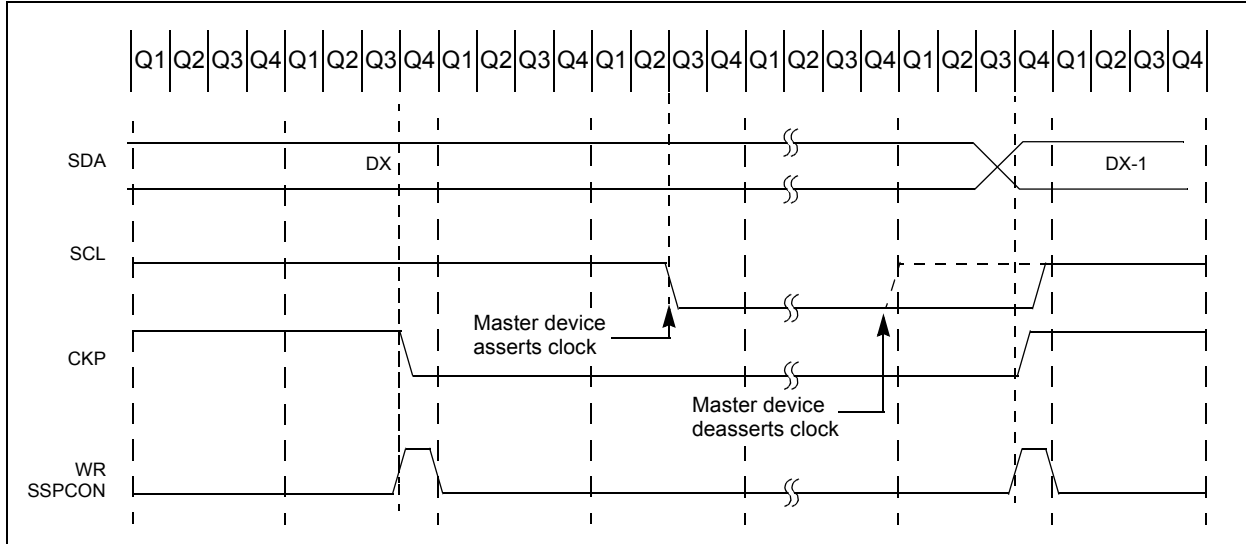 Q1 Q2 Q3 Q4 Q1 Q2 Q3 Q4 Q1 Q2 Q3 Q4 Q1 Q2 Q3 Q4 Q1 Q2 Q3 Q4 Q1 Q2 Q3 Q4 Q1 Q2 Q3 Q4
SDA DX DX-1
SCL
Master device
asserts clock
CKP
Master device
deasserts clock
WR
SSPCON